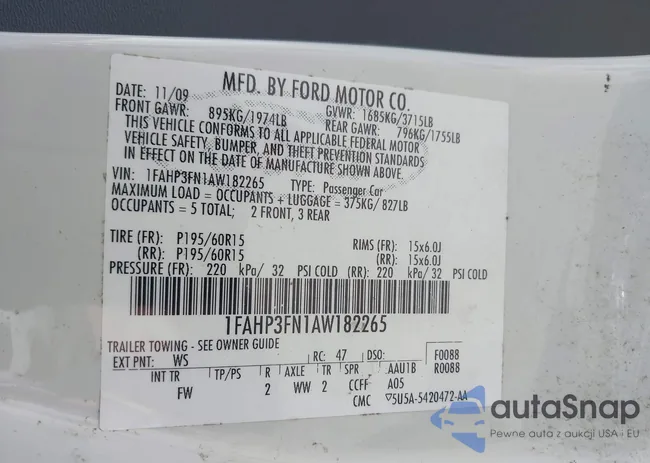 MFD. BY FORD MOTOR CO.
DATE: 11/09 GVWR: 1685KG/3715LB
FRONT GAWR: 895KG/1974LB REAR GAWR: 796KG/1755LB
THIS VEHICLE CONFORMS TO ALL APPLICABLE FEDERAL MOTOR
VEHICLE SAFETY, BUMPER, AND THEFT PREVENTION STANDARDS
IN EFFECT ON THE DATE OF MANUFACTURE SHOWN ABOVE.
VIN: 1FAHP3FN1AW182265 TYPE: Passenger Car
MAXIMUM LOAD = OCCUPANTS + LUGGAGE = 375KG/ 827LB
OCCUPANTS = 5 TOTAL; 2 FRONT, 3 REAR
TIRE (FR): P195/60R15 RIMS (FR): 15x6.0J
(RR): P195/60R15 (RR): 15x6.0J
PRESSURE (FR): 220 kPa/ 32 PSI COLD (RR): 220 kPa/ 32 PSI COLD
1FAHP3FN1AW182265
TRAILER TOWING - SEE OWNER GUIDE
EXT PNT: WS RC: 47 DSO: F0088
R0088
INT TR TP/PS R AXLE TR SPR AAU1B
FW 2 WW 2 CCFF A05
CMC ▽5U5A-5420472-AA
autoSnap
Pewne auta z aukcji USA i EU